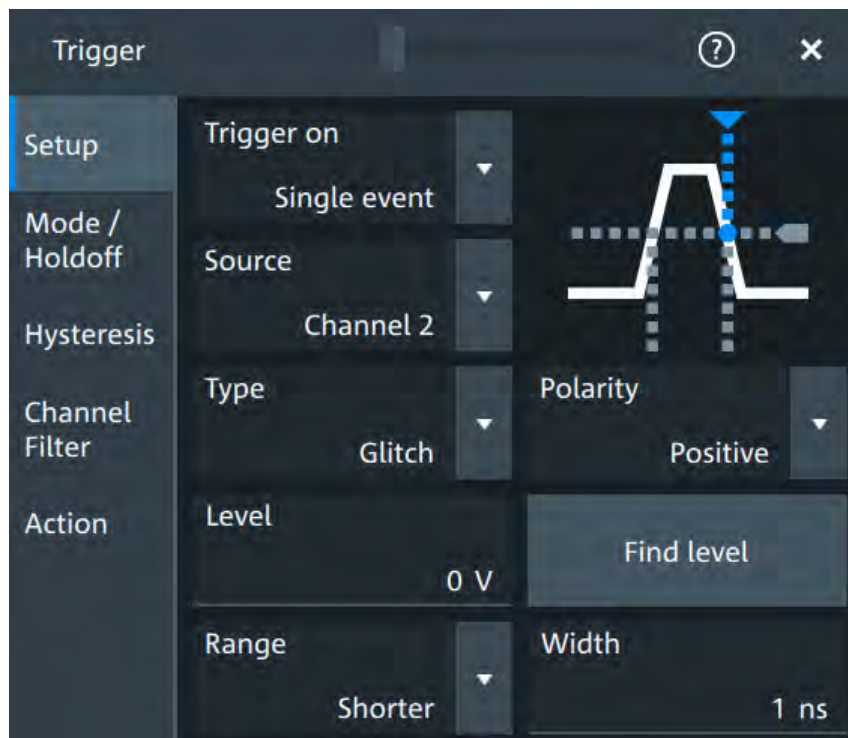 Trigger
?
×
Setup
Mode /
Holdoff
Hysteresis
Channel
Filter
Action
Trigger on
Single event
Source
Channel 2
Type
Glitch
Polarity
Positive
Level
0 V
Find level
Range
Shorter
Width
1 ns